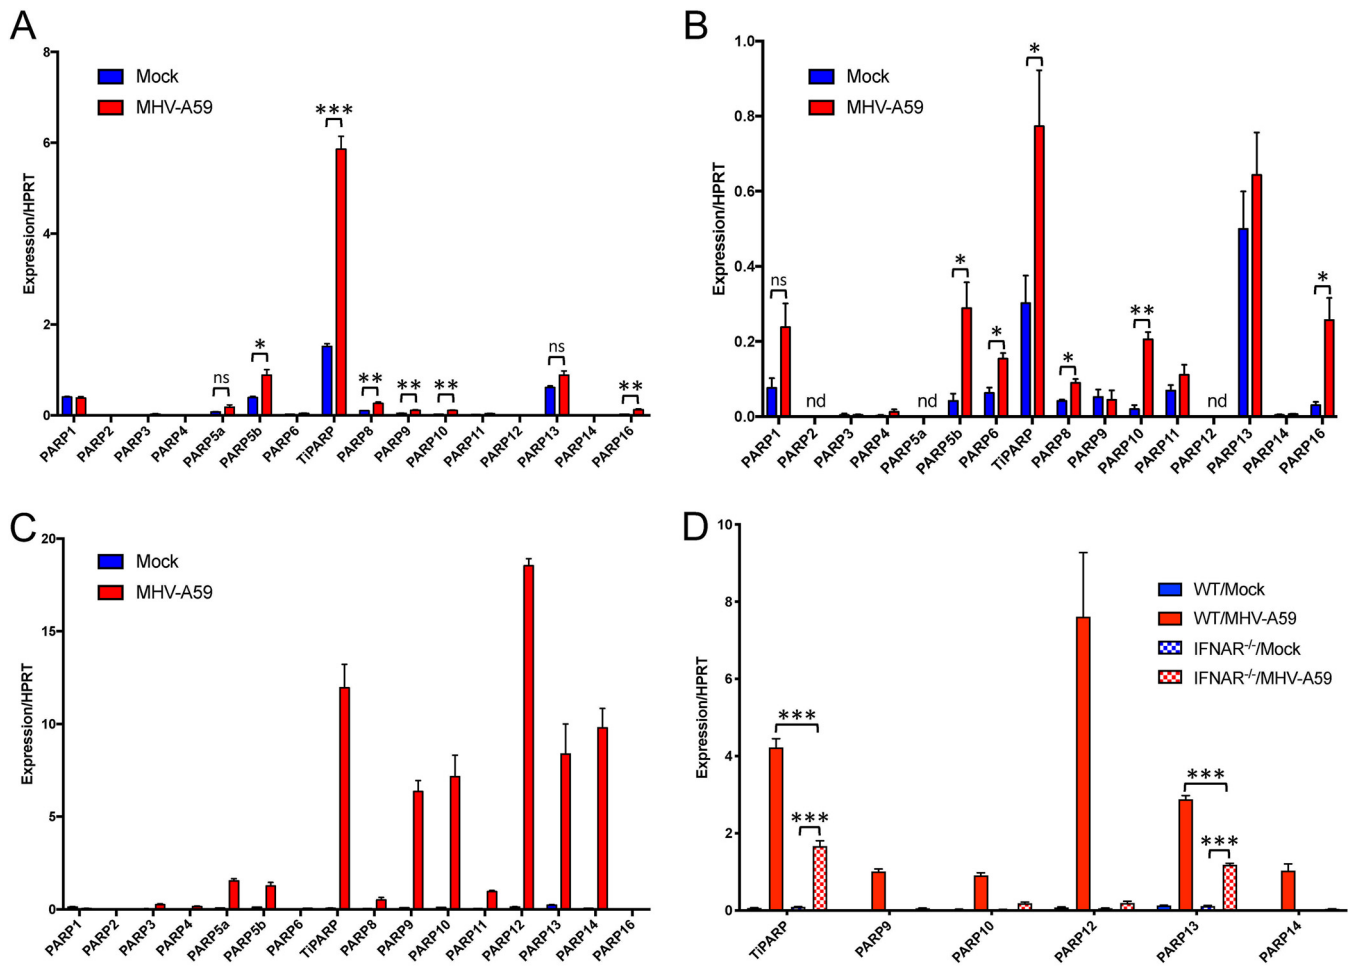 A
8
6
4
2
0
Expression/HPRT
Mock
MHV-A59
ns
*
***
**
**
**
ns
**
PARP1
PARP2
PARP3
PARP4
PARP5a
PARP5b
PARP6
TiPARP
PARP8
PARP9
PARP10
PARP11
PARP12
PARP13
PARP14
PARP16
B
1.0
0.8
0.6
0.4
0.2
0.0
Expression/HPRT
Mock
MHV-A59
ns
nd
nd
*
*
*
*
**
nd
*
PARP1
PARP2
PARP3
PARP4
PARP5a
PARP5b
PARP6
TiPARP
PARP8
PARP9
PARP10
PARP11
PARP12
PARP13
PARP14
PARP16
C
20
15
10
5
0
Expression/HPRT
Mock
MHV-A59
PARP1
PARP2
PARP3
PARP4
PARP5a
PARP5b
PARP6
TiPARP
PARP8
PARP9
PARP10
PARP11
PARP12
PARP13
PARP14
PARP16
D
10
8
6
4
2
0
Expression/HPRT
WT/Mock
WT/MHV-A59
IFNAR-/-/Mock
IFNAR-/-/MHV-A59
***
***
***
***
TiPARP
PARP9
PARP10
PARP12
PARP13
PARP14